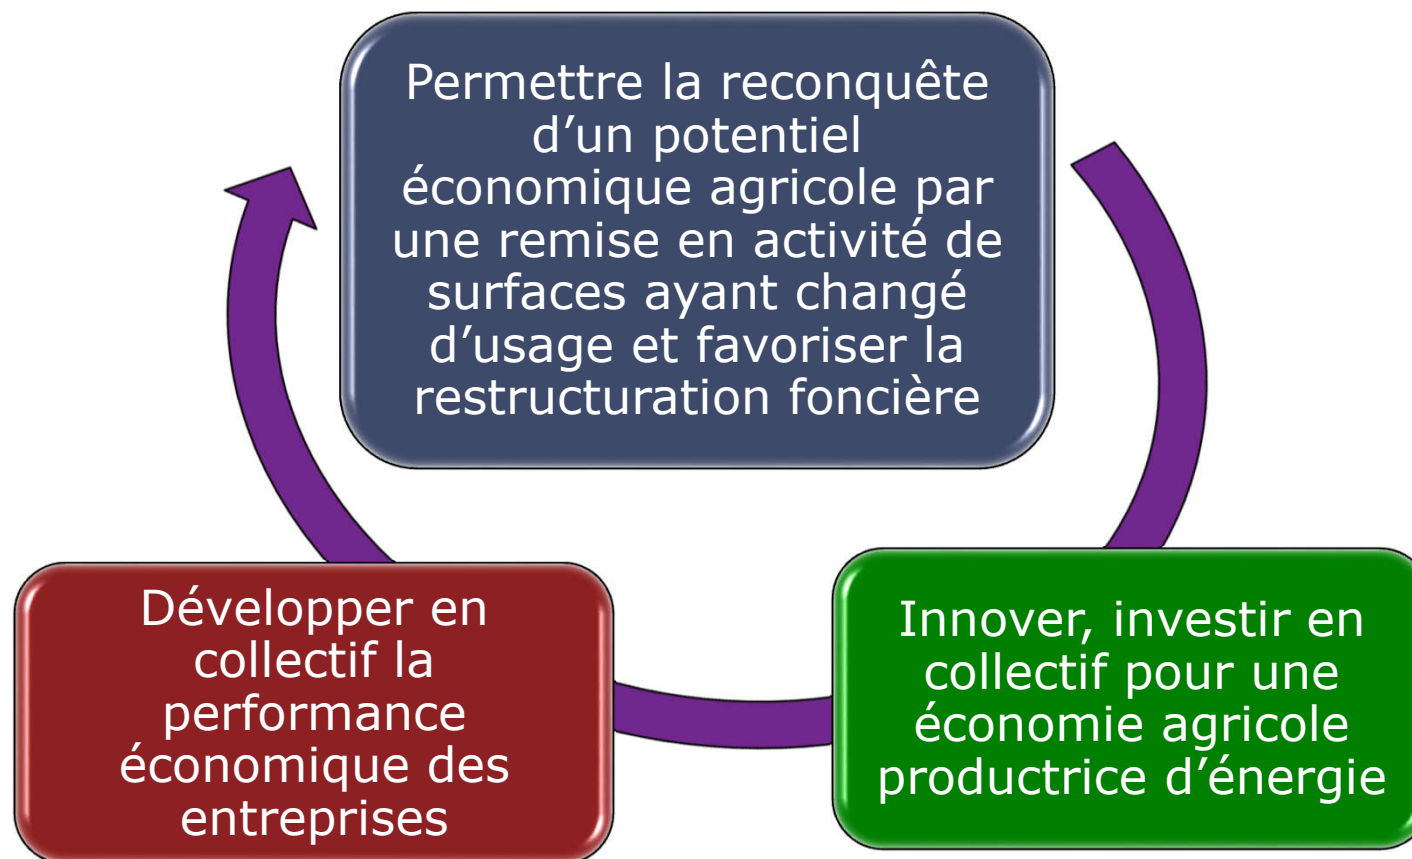 Permettre la reconquête
d’un potentiel
économique agricole par
une remise en activité de
surfaces ayant changé
d’usage et favoriser la
restructuration foncière
Développer en
collectif la
performance
économique des
entreprises
Innover, investir en
collectif pour une
économie agricole
productrice d’énergie